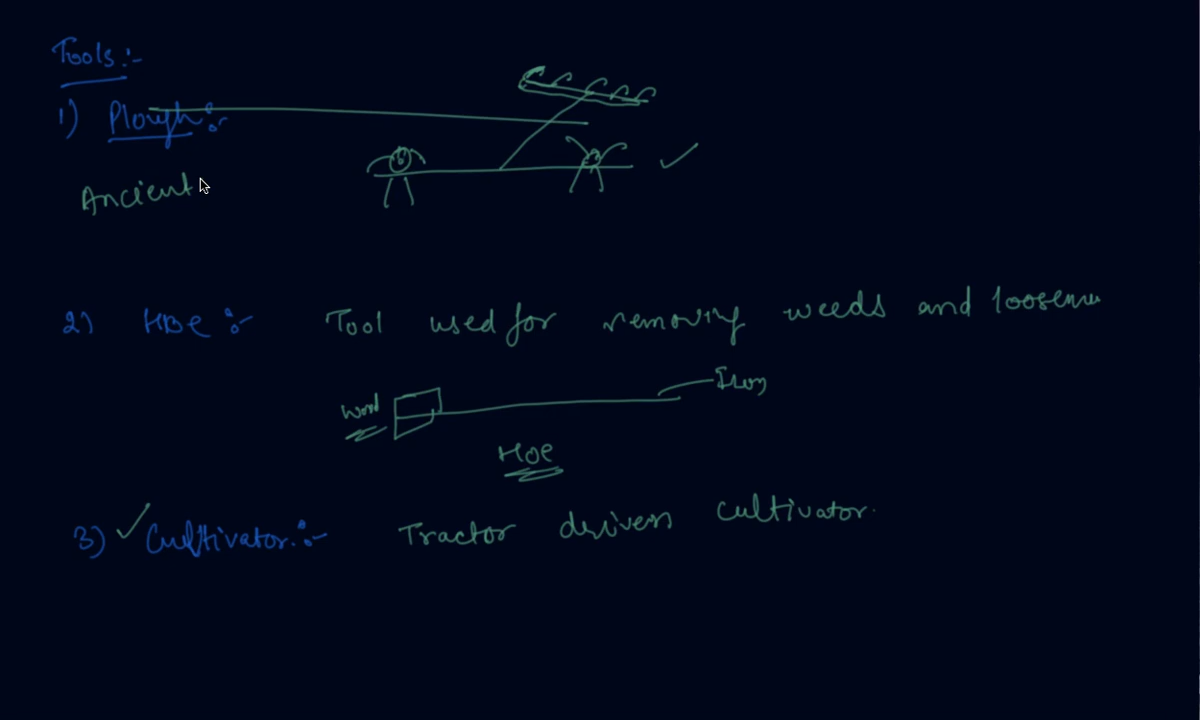 Tools:-
1) Plough:-
Ancient
2) Hoe:- Tool used for removing weeds and loosenu
Wood
Iron
Hoe
3) ✓ Cultivator:- Tractor driven cultivator.